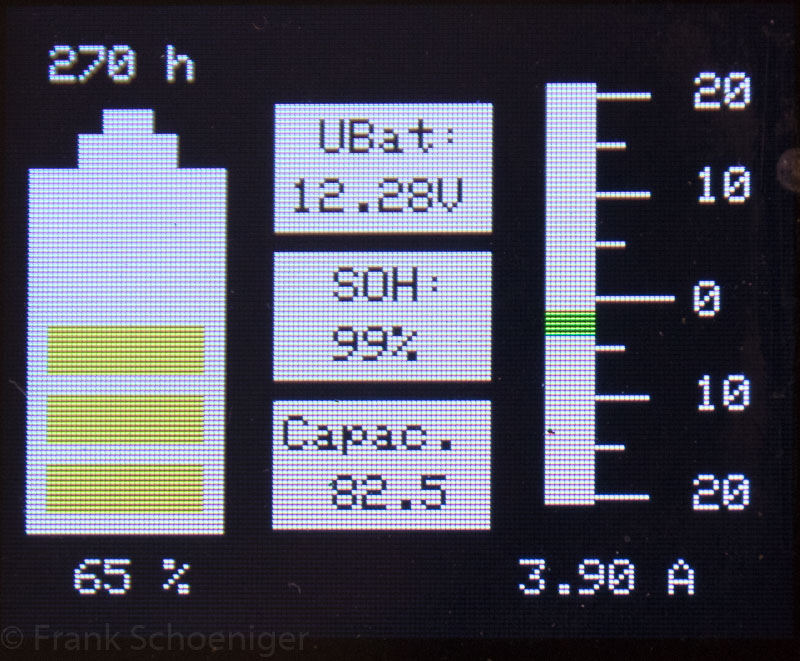 270 h
65 %
UBat:
12.28V
SOH:
99%
Capac.
82.5
20
10
0
10
20
3.90 A
© Frank Schoeniger